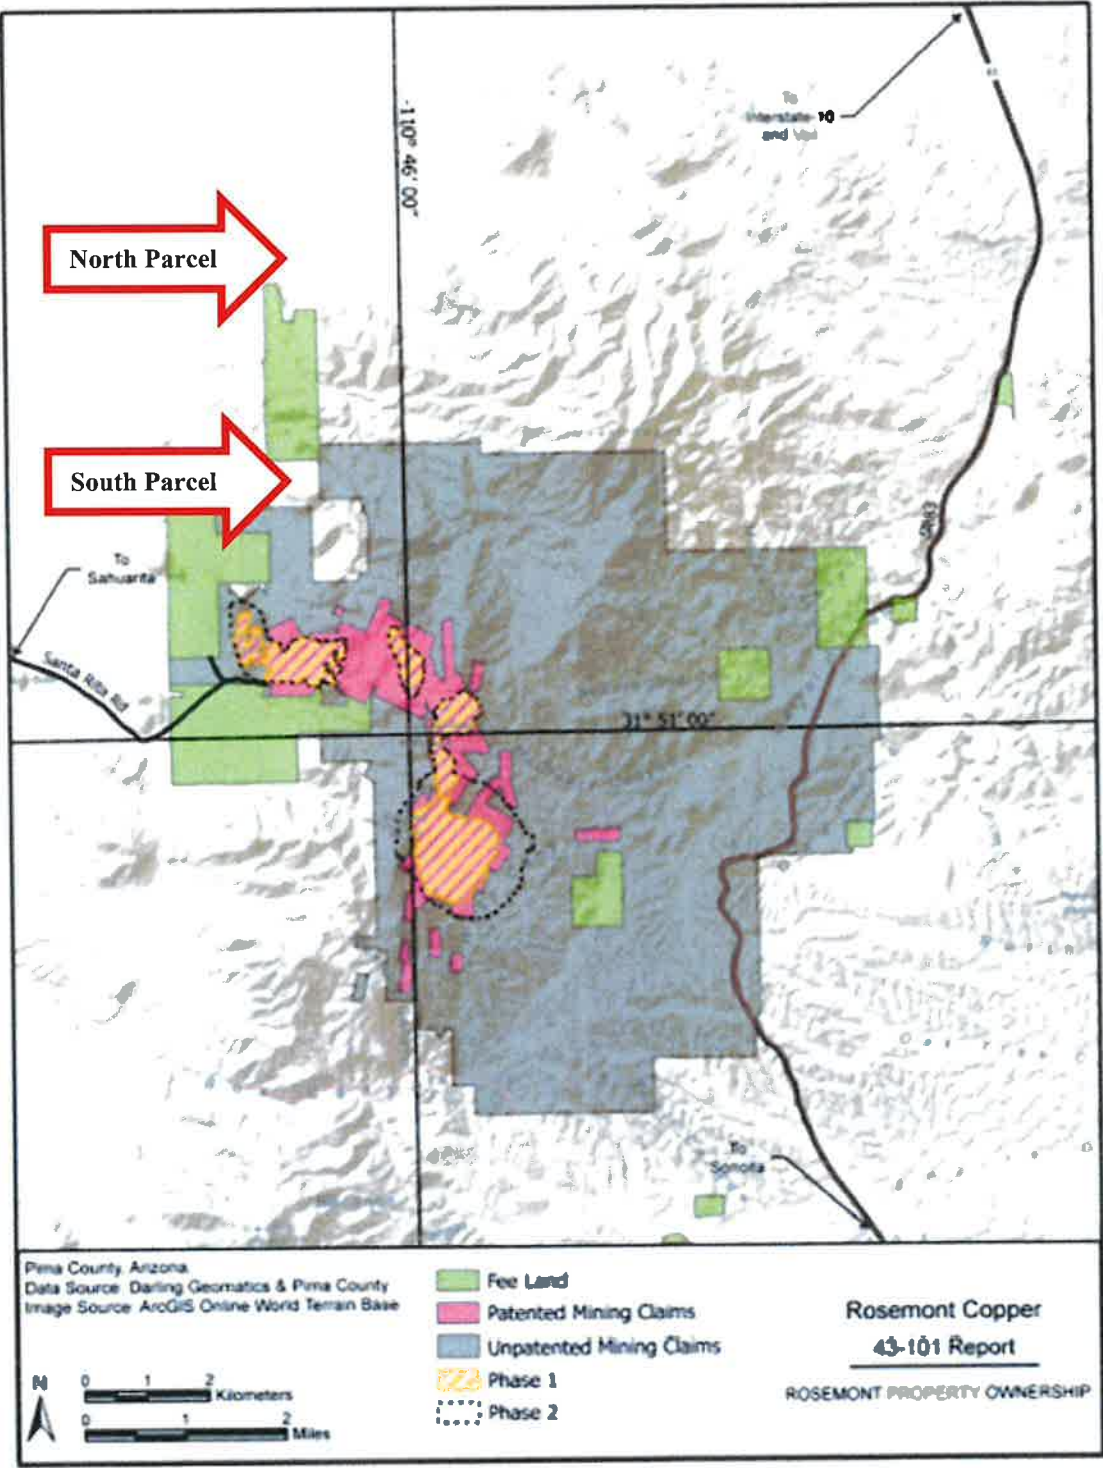 To
Interstate 10
and Vail
-110° 46' 00"
North Parcel
South Parcel
To
Sahuarita
Santa Rita Rd
SR83
31° 51' 00"
To
Sonoita
Pima County, Arizona
Data Source: Darling Geomatics & Pima County
Image Source: ArcGIS Online World Terrain Base
N
0 1 2
Kilometers
0 1 2
Miles
Fee Land
Patented Mining Claims
Unpatented Mining Claims
Phase 1
Phase 2
Rosemont Copper
43-101 Report
ROSEMONT PROPERTY OWNERSHIP